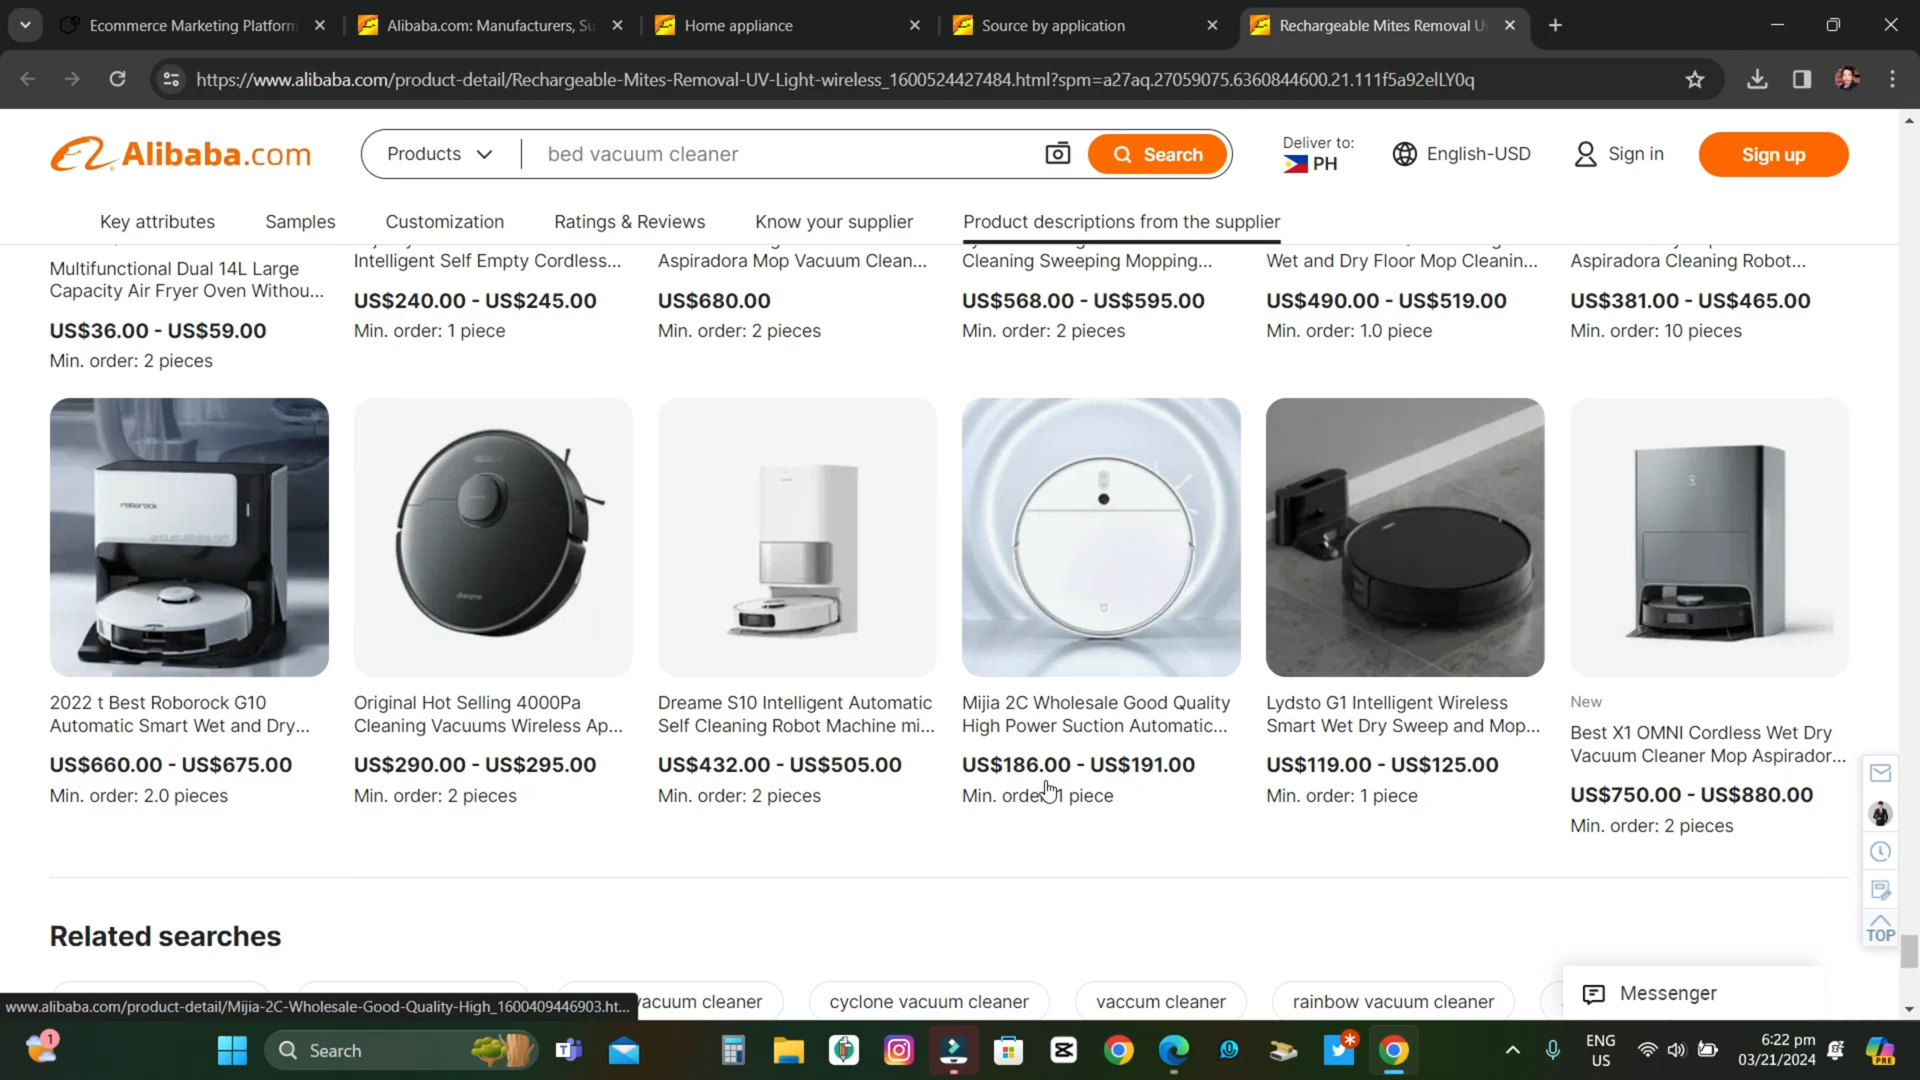 Ecommerce Marketing Platform
Alibaba.com: Manufacturers, Su
Home appliance
Source by application
Rechargeable Mites Removal U
https://www.alibaba.com/product-detail/Rechargeable-Mites-Removal-UV-Light-wireless_1600524427484.html?spm=a27aq.27059075.6360844600.21.111f5a92elLY0q
Alibaba.com
Products
bed vacuum cleaner
Search
Deliver to:
PH
English-USD
Sign in
Sign up
Key attributes
Samples
Customization
Ratings & Reviews
Know your supplier
Product descriptions from the supplier
Multifunctional Dual 14L Large
Capacity Air Fryer Oven Withou...
US$36.00 - US$59.00
Min. order: 2 pieces
Intelligent Self Empty Cordless...
US$240.00 - US$245.00
Min. order: 1 piece
Aspiradora Mop Vacuum Clean...
US$680.00
Min. order: 2 pieces
Cleaning Sweeping Mopping...
US$568.00 - US$595.00
Min. order: 2 pieces
Wet and Dry Floor Mop Cleanin...
US$490.00 - US$519.00
Min. order: 1.0 piece
Aspiradora Cleaning Robot...
US$381.00 - US$465.00
Min. order: 10 pieces
roborock
dreame
2022 t Best Roborock G10
Automatic Smart Wet and Dry...
US$660.00 - US$675.00
Min. order: 2.0 pieces
Original Hot Selling 4000Pa
Cleaning Vacuums Wireless Ap...
US$290.00 - US$295.00
Min. order: 2 pieces
Dreame S10 Intelligent Automatic
Self Cleaning Robot Machine mi...
US$432.00 - US$505.00
Min. order: 2 pieces
Mijia 2C Wholesale Good Quality
High Power Suction Automatic...
US$186.00 - US$191.00
Min. order: 1 piece
Lydsto G1 Intelligent Wireless
Smart Wet Dry Sweep and Mop...
US$119.00 - US$125.00
Min. order: 1 piece
New
Best X1 OMNI Cordless Wet Dry
Vacuum Cleaner Mop Aspirador...
US$750.00 - US$880.00
Min. order: 2 pieces
TOP
Related searches
vacuum cleaner
cyclone vacuum cleaner
vaccum cleaner
rainbow vacuum cleaner
Messenger
www.alibaba.com/product-detail/Mijia-2C-Wholesale-Good-Quality-High_1600409446903.ht...
1
Search
ENG
US
6:22 pm
03/21/2024
PRE